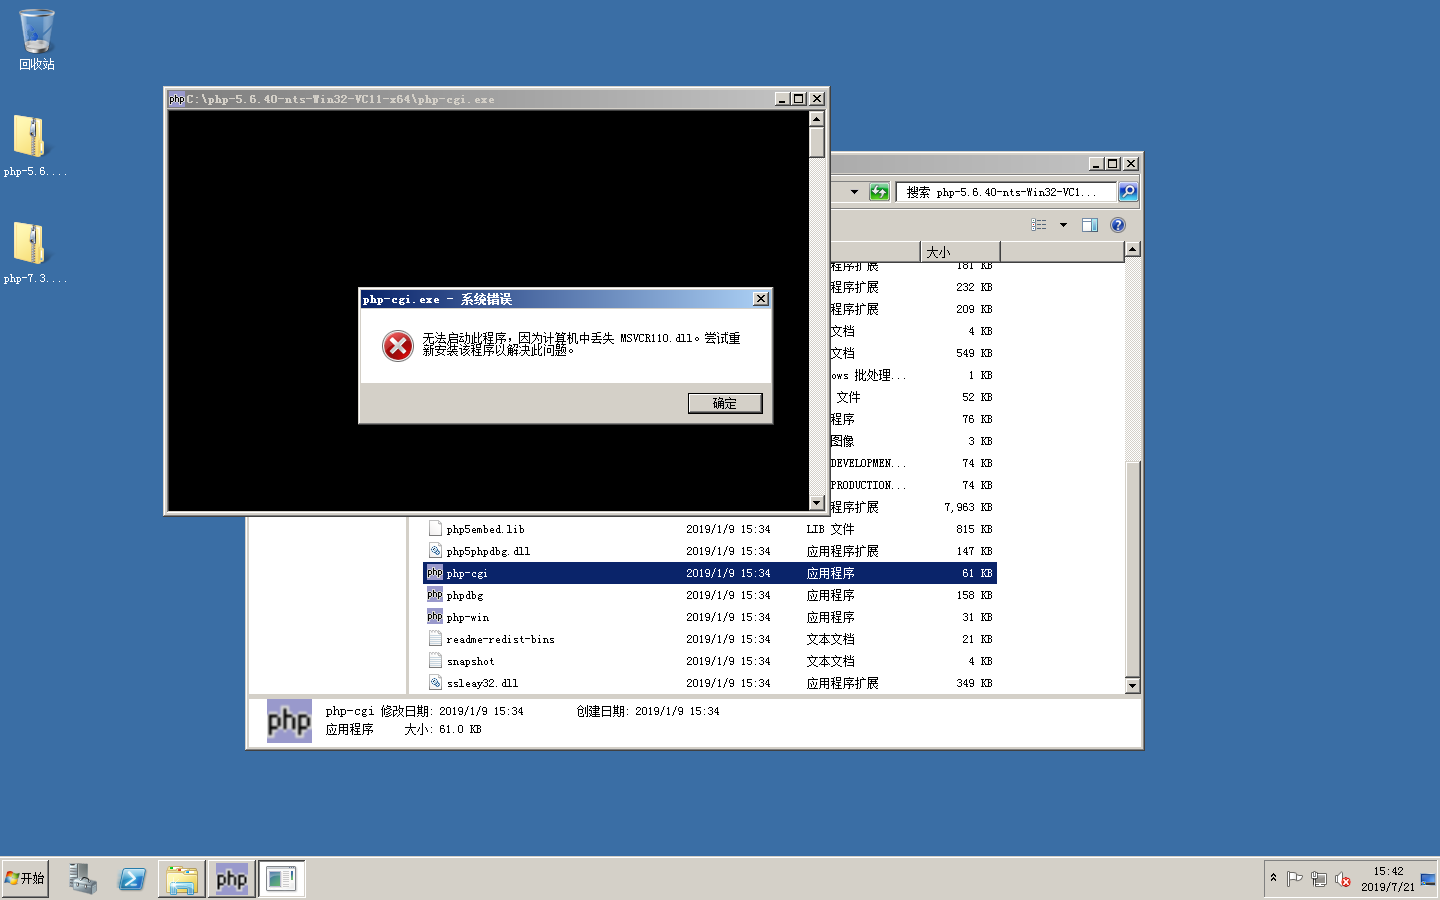 回收站
php-5.6....
php-7.3....
php C:\php-5.6.40-nts-Win32-VC11-x64\php-cgi.exe
搜索 php-5.6.40-nts-Win32-VC1...
大小
程序扩展 181 KB
程序扩展 232 KB
程序扩展 209 KB
文档 4 KB
文档 549 KB
ows 批处理... 1 KB
文件 52 KB
程序 76 KB
图像 3 KB
DEVELOPMEN... 74 KB
PRODUCTION... 74 KB
程序扩展 7,963 KB
php-cgi.exe - 系统错误
无法启动此程序，因为计算机中丢失 MSVCR110.dll。尝试重
新安装该程序以解决此问题。
确定
php5embed.lib 2019/1/9 15:34 LIB 文件 815 KB
php5phpdbg.dll 2019/1/9 15:34 应用程序扩展 147 KB
php php-cgi 2019/1/9 15:34 应用程序 61 KB
php phpdbg 2019/1/9 15:34 应用程序 158 KB
php php-win 2019/1/9 15:34 应用程序 31 KB
readme-redist-bins 2019/1/9 15:34 文本文档 21 KB
snapshot 2019/1/9 15:34 文本文档 4 KB
ssleay32.dll 2019/1/9 15:34 应用程序扩展 349 KB
php
php-cgi 修改日期: 2019/1/9 15:34 创建日期: 2019/1/9 15:34
应用程序 大小: 61.0 KB
开始
php
15:42
2019/7/21